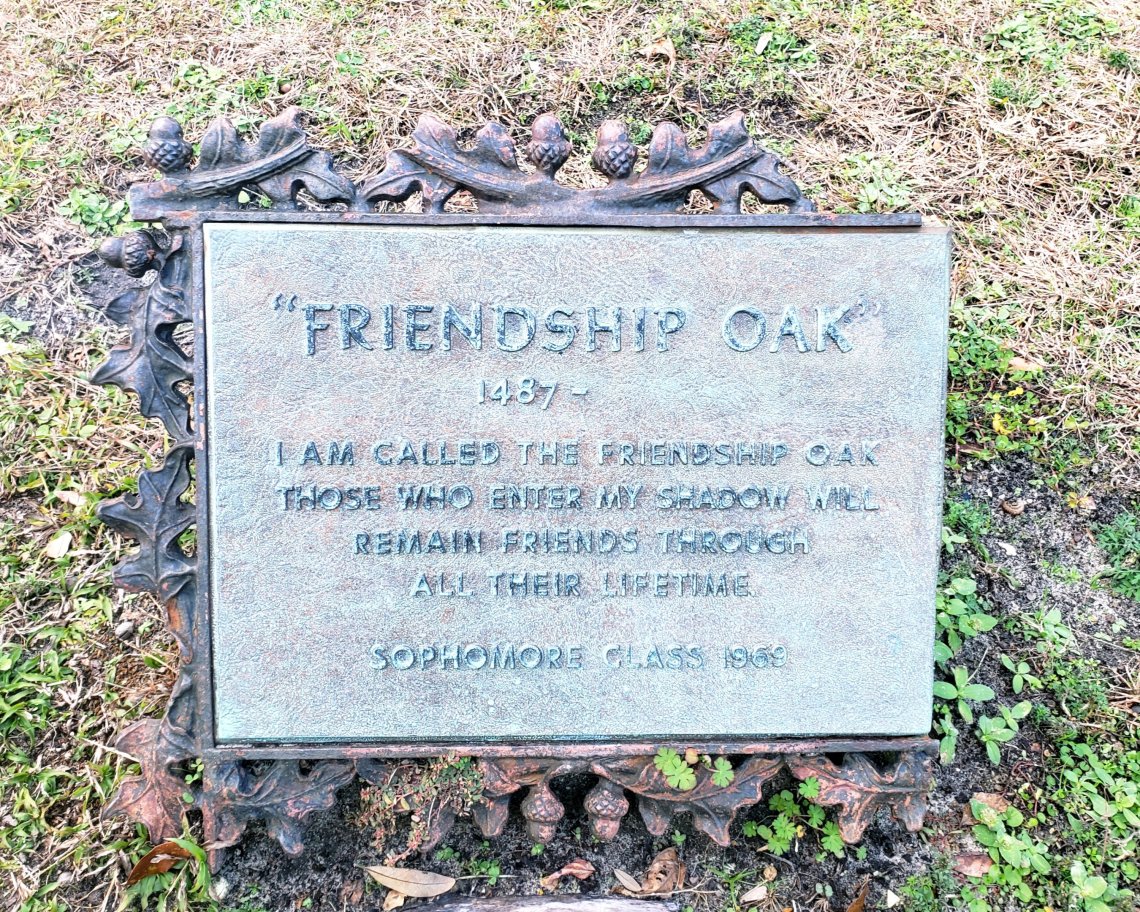 "FRIENDSHIP OAK"
1487 -
I AM CALLED THE FRIENDSHIP OAK
THOSE WHO ENTER MY SHADOW WILL
REMAIN FRIENDS THROUGH
ALL THEIR LIFETIME
SOPHOMORE CLASS 1969